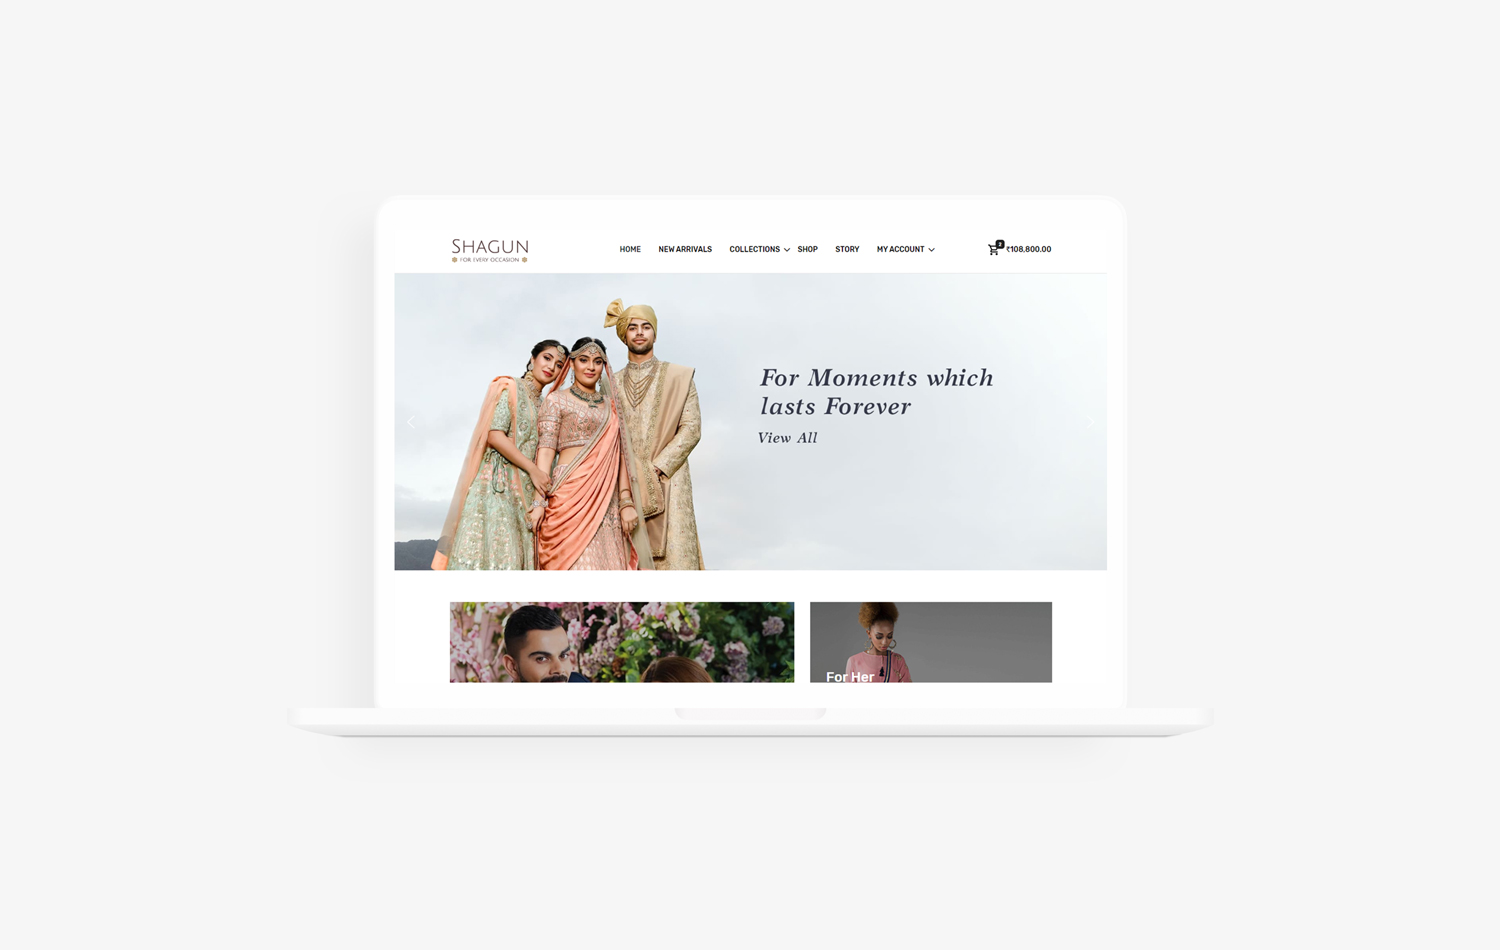 SHAGUN
FOR EVERY OCCASION
HOME NEW ARRIVALS COLLECTIONS SHOP STORY MY ACCOUNT
2
₹108,800.00
For Moments which
lasts Forever
View All
For Her